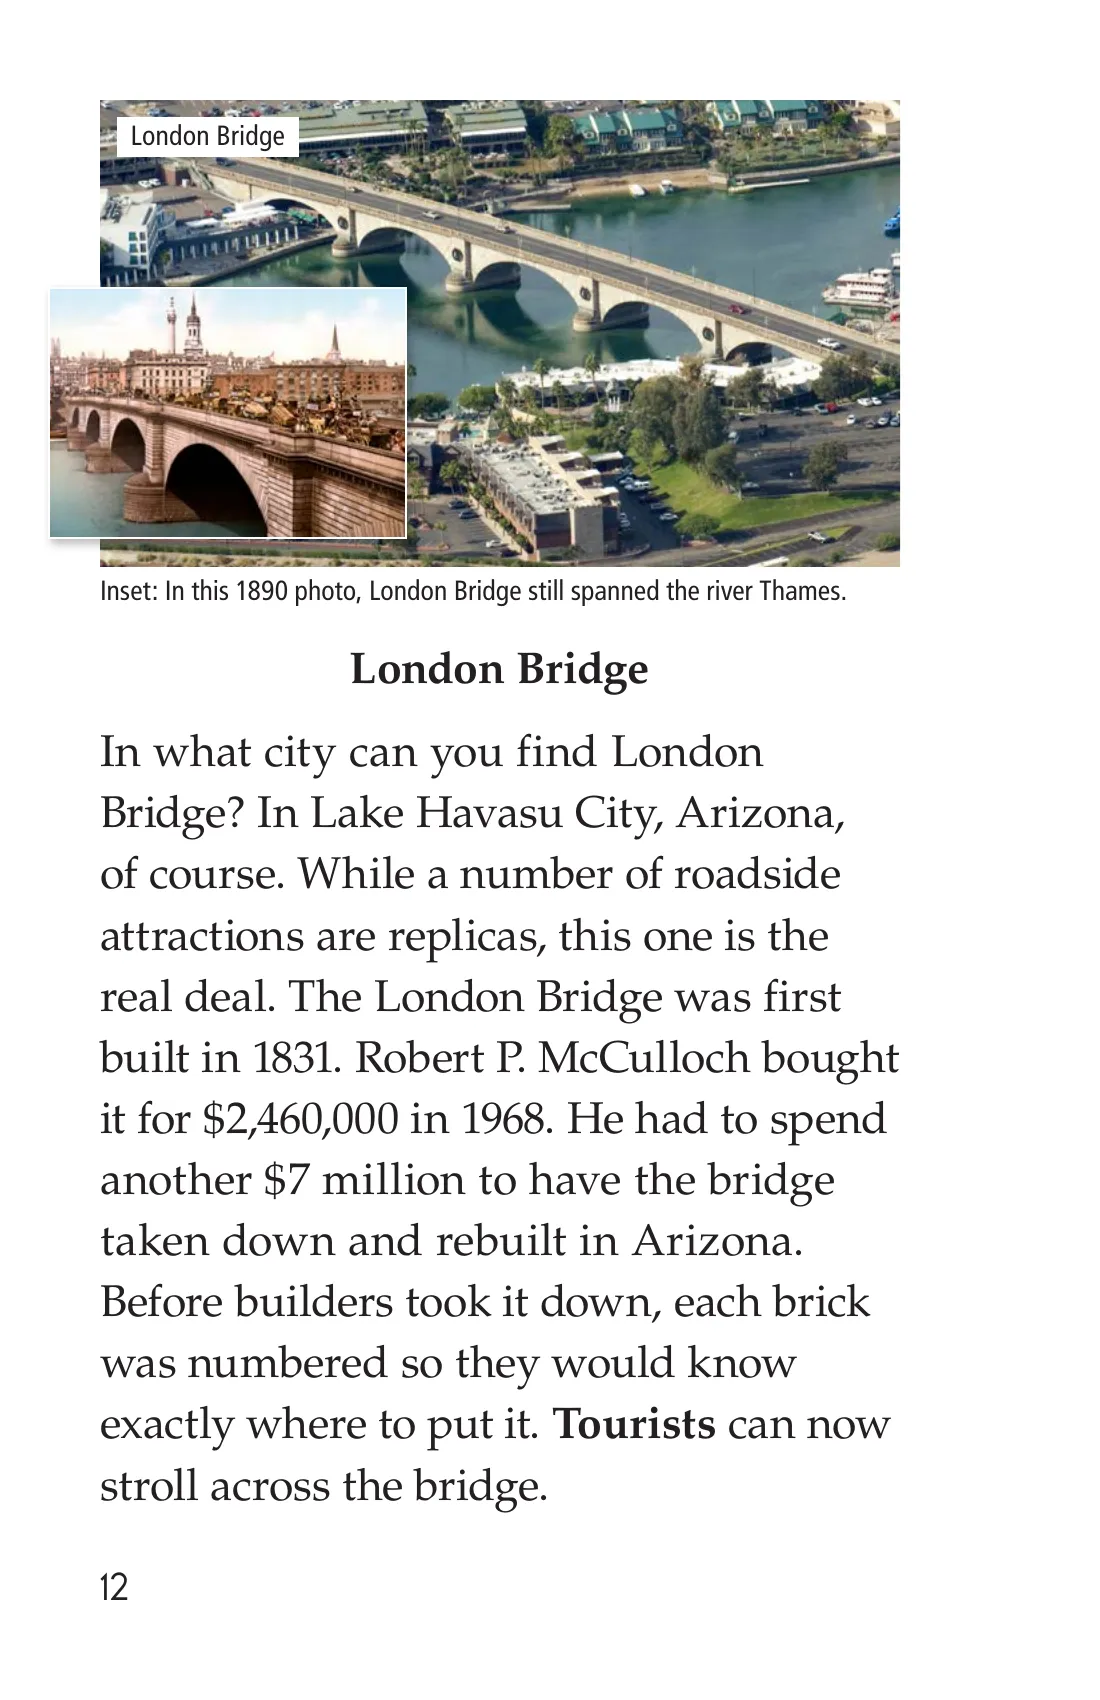 London Bridge
Inset: In this 1890 photo, London Bridge still spanned the river Thames.
London Bridge
In what city can you find London
Bridge? In Lake Havasu City, Arizona,
of course. While a number of roadside
attractions are replicas, this one is the
real deal. The London Bridge was first
built in 1831. Robert P. McCulloch bought
it for $2,460,000 in 1968. He had to spend
another $7 million to have the bridge
taken down and rebuilt in Arizona.
Before builders took it down, each brick
was numbered so they would know
exactly where to put it. Tourists can now
stroll across the bridge.
12